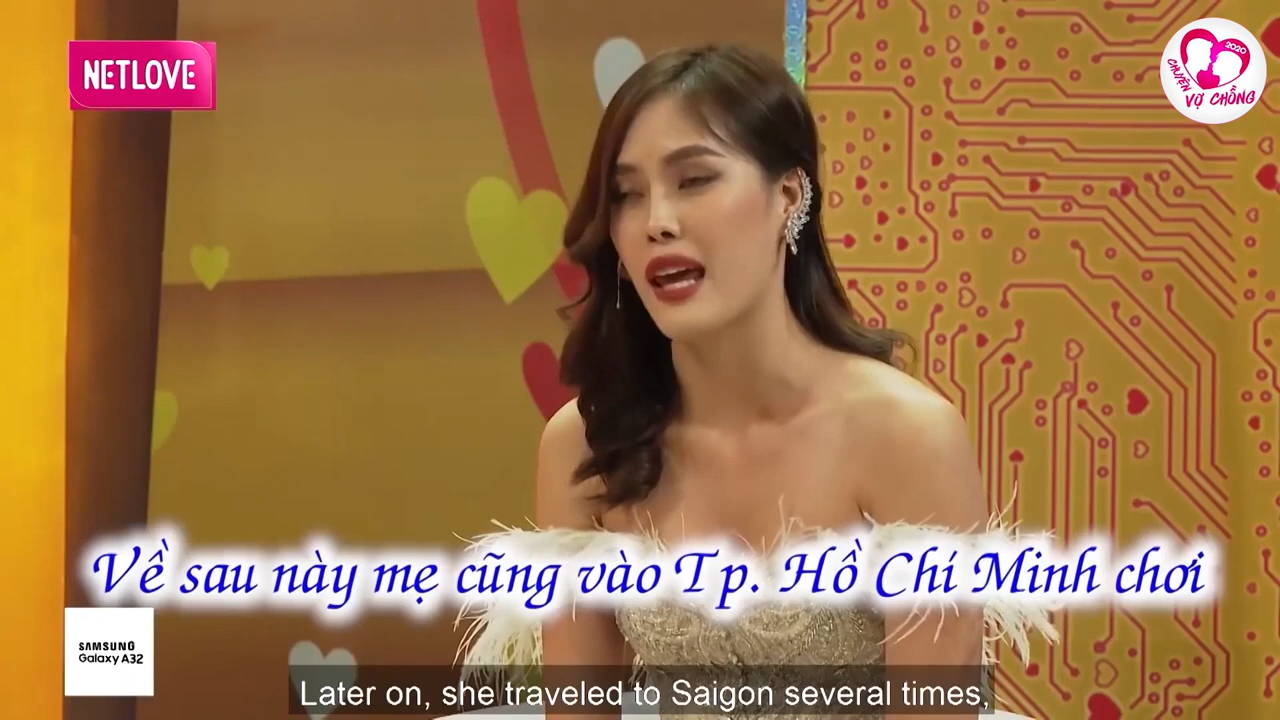 NETLOVE
2020
CHUYỆN
VỢ CHỒNG
Về sau này mẹ cũng vào Tp. Hồ Chí Minh chơi
SAMSUNG
Galaxy A32
Later on, she traveled to Saigon several times,